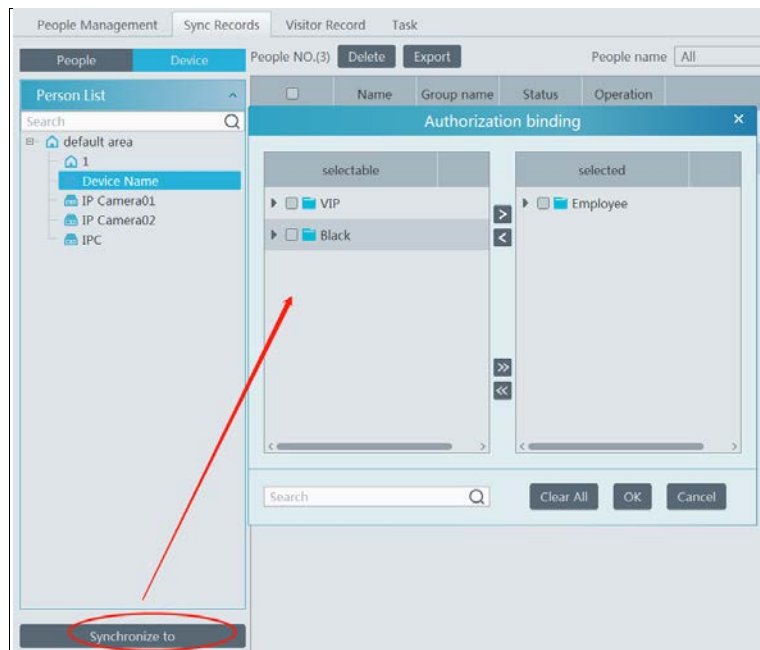 People Management Sync Records Visitor Record Task
People Device People NO.(3) Delete Export People name All
Person List Name Group name Status Operation
Search
default area
1
Device Name
IP Camera01
IP Camera02
IPC
Authorization binding
selectable selected
VIP Employee
Black
Search Clear All OK Cancel
Synchronize to